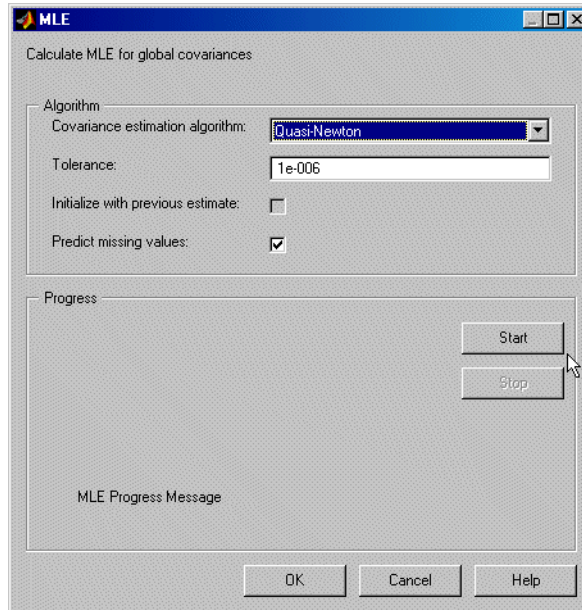 MLE
Calculate MLE for global covariances
Algorithm
Covariance estimation algorithm: Quasi-Newton
Tolerance: 1e-006
Initialize with previous estimate:
Predict missing values:
Progress
Start
Stop
MLE Progress Message
OK Cancel Help